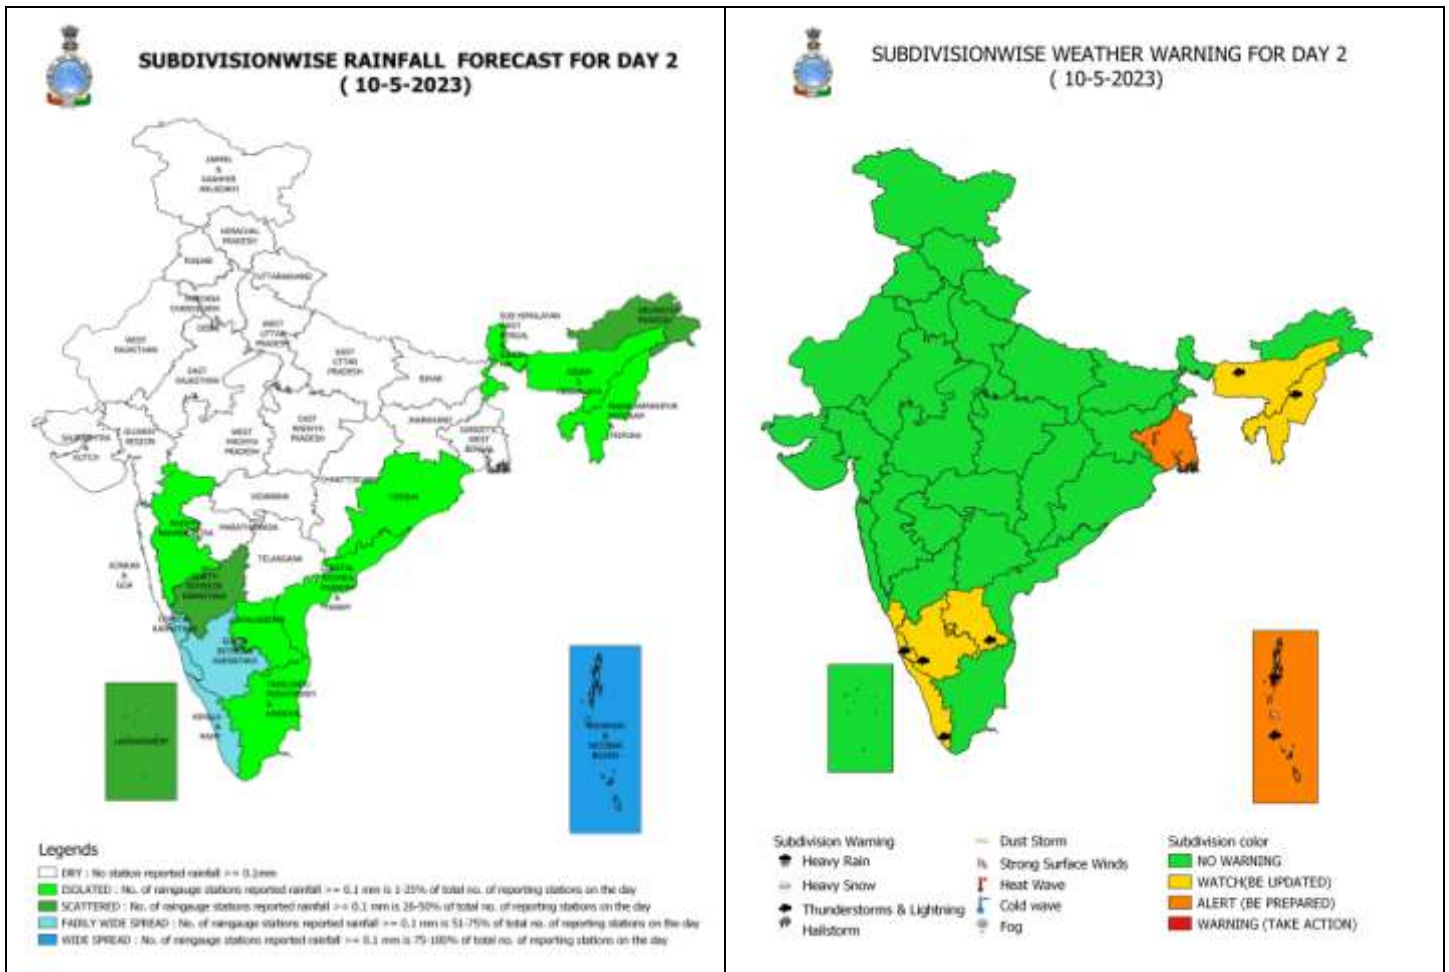 SUBDIVISIONWISE RAINFALL FORECAST FOR DAY 2
( 10-5-2023)
JAMMU
&
KASHMIR
HIMACHAL
PRADESH
PUNJAB
UTTARAKHAND
DELHI
WEST
RAJASTHAN
WEST
UTTAR
PRADESH
EAST
UTTAR
PRADESH
EAST
RAJASTHAN
BIHAR
SUB HIMALAYAN
WEST
BENGAL
ARUNACHAL
PRADESH
ASSAM
&
MEGHALAYA
TRIPURA
SAURASHTRA
&
KUTCH
GUJARAT
REGION
WEST
MADHYA
PRADESH
EAST
MADHYA
PRADESH
JHARKHAND
GANGETIC
WEST
BENGAL
CHHATTISGARH
ODISHA
VIDARBHA
MARATHWADA
TELANGANA
KONKAN
&
GOA
COASTAL
KARNATAKA
RAYALASEEMA
KERALA
&
MAHE
LAKSHADWEEP
Legends
DRY : No station reported rainfall >= 0.1mm
ISOLATED : No. of raingauge stations reported rainfall >= 0.1 mm is 1-25% of total no. of reporting stations on the day
SCATTERED : No. of raingauge stations reported rainfall >= 0.1 mm is 26-50% of total no. of reporting stations on the day
FAIRLY WIDE SPREAD : No. of raingauge stations reported rainfall >= 0.1 mm is 51-75% of total no. of reporting stations on the day
WIDE SPREAD : No. of raingauge stations reported rainfall >= 0.1 mm is 75-100% of total no. of reporting stations on the day
SUBDIVISIONWISE WEATHER WARNING FOR DAY 2
( 10-5-2023)
Subdivision Warning
Heavy Rain
Heavy Snow
Thunderstorms & Lightning
Hailstorm
Dust Storm
Strong Surface Winds
Heat Wave
Cold wave
Fog
Subdivision color
NO WARNING
WATCH(BE UPDATED)
ALERT (BE PREPARED)
WARNING (TAKE ACTION)